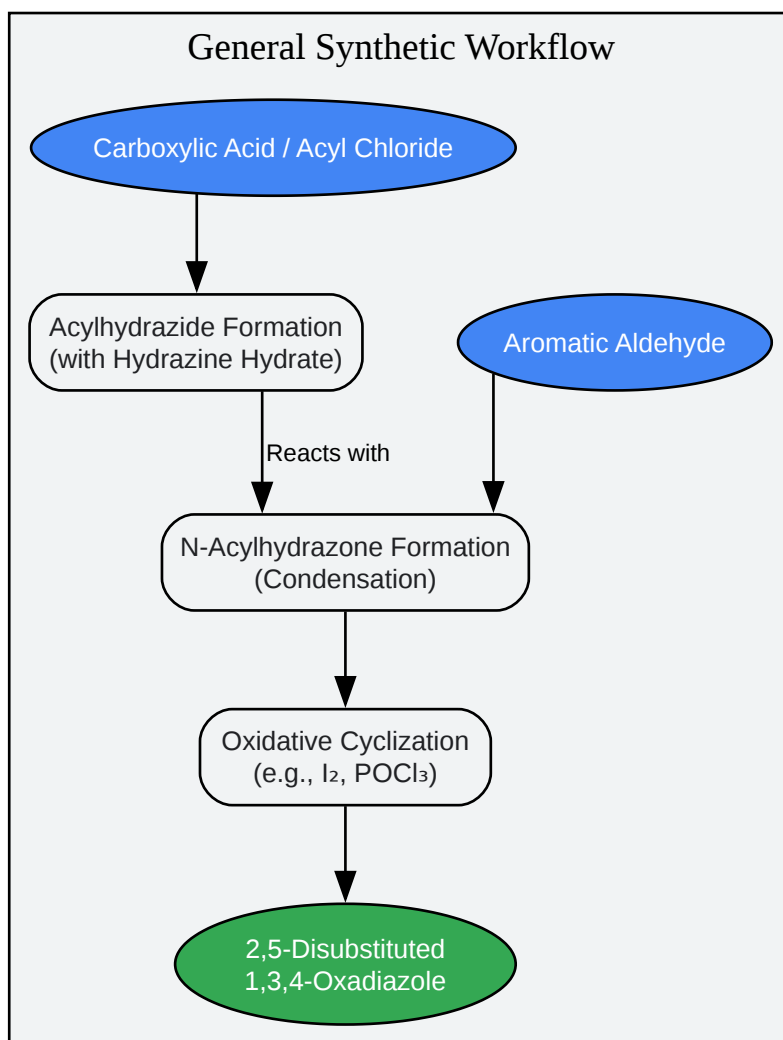 General Synthetic Workflow
Carboxylic Acid / Acyl Chloride
Acylhydrazide Formation
(with Hydrazine Hydrate)
Aromatic Aldehyde
Reacts with
N-Acylhydrazone Formation
(Condensation)
Oxidative Cyclization
(e.g., I₂, POCl₃)
2,5-Disubstituted
1,3,4-Oxadiazole